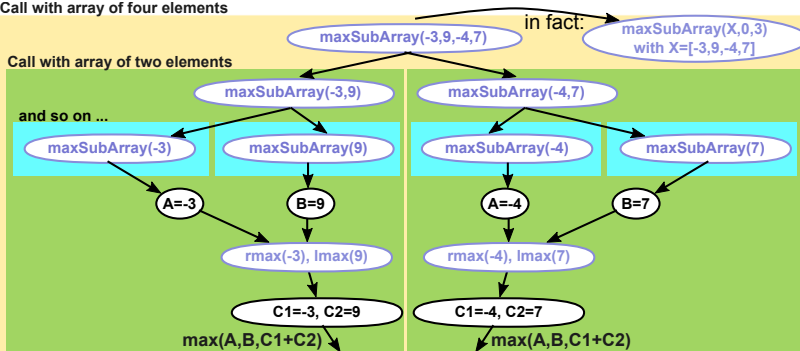 Call with array of four elements
in fact:
maxSubArray(X,0,3)
with X=[-3,9,-4,7]
maxSubArray(-3,9,-4,7)
Call with array of two elements
maxSubArray(-3,9)
maxSubArray(-4,7)
and so on ...
maxSubArray(-3)
maxSubArray(9)
maxSubArray(-4)
maxSubArray(7)
A=-3
B=9
A=-4
B=7
rmax(-3), lmax(9)
rmax(-4), lmax(7)
C1=-3, C2=9
C1=-4, C2=7
max(A,B,C1+C2)
max(A,B,C1+C2)